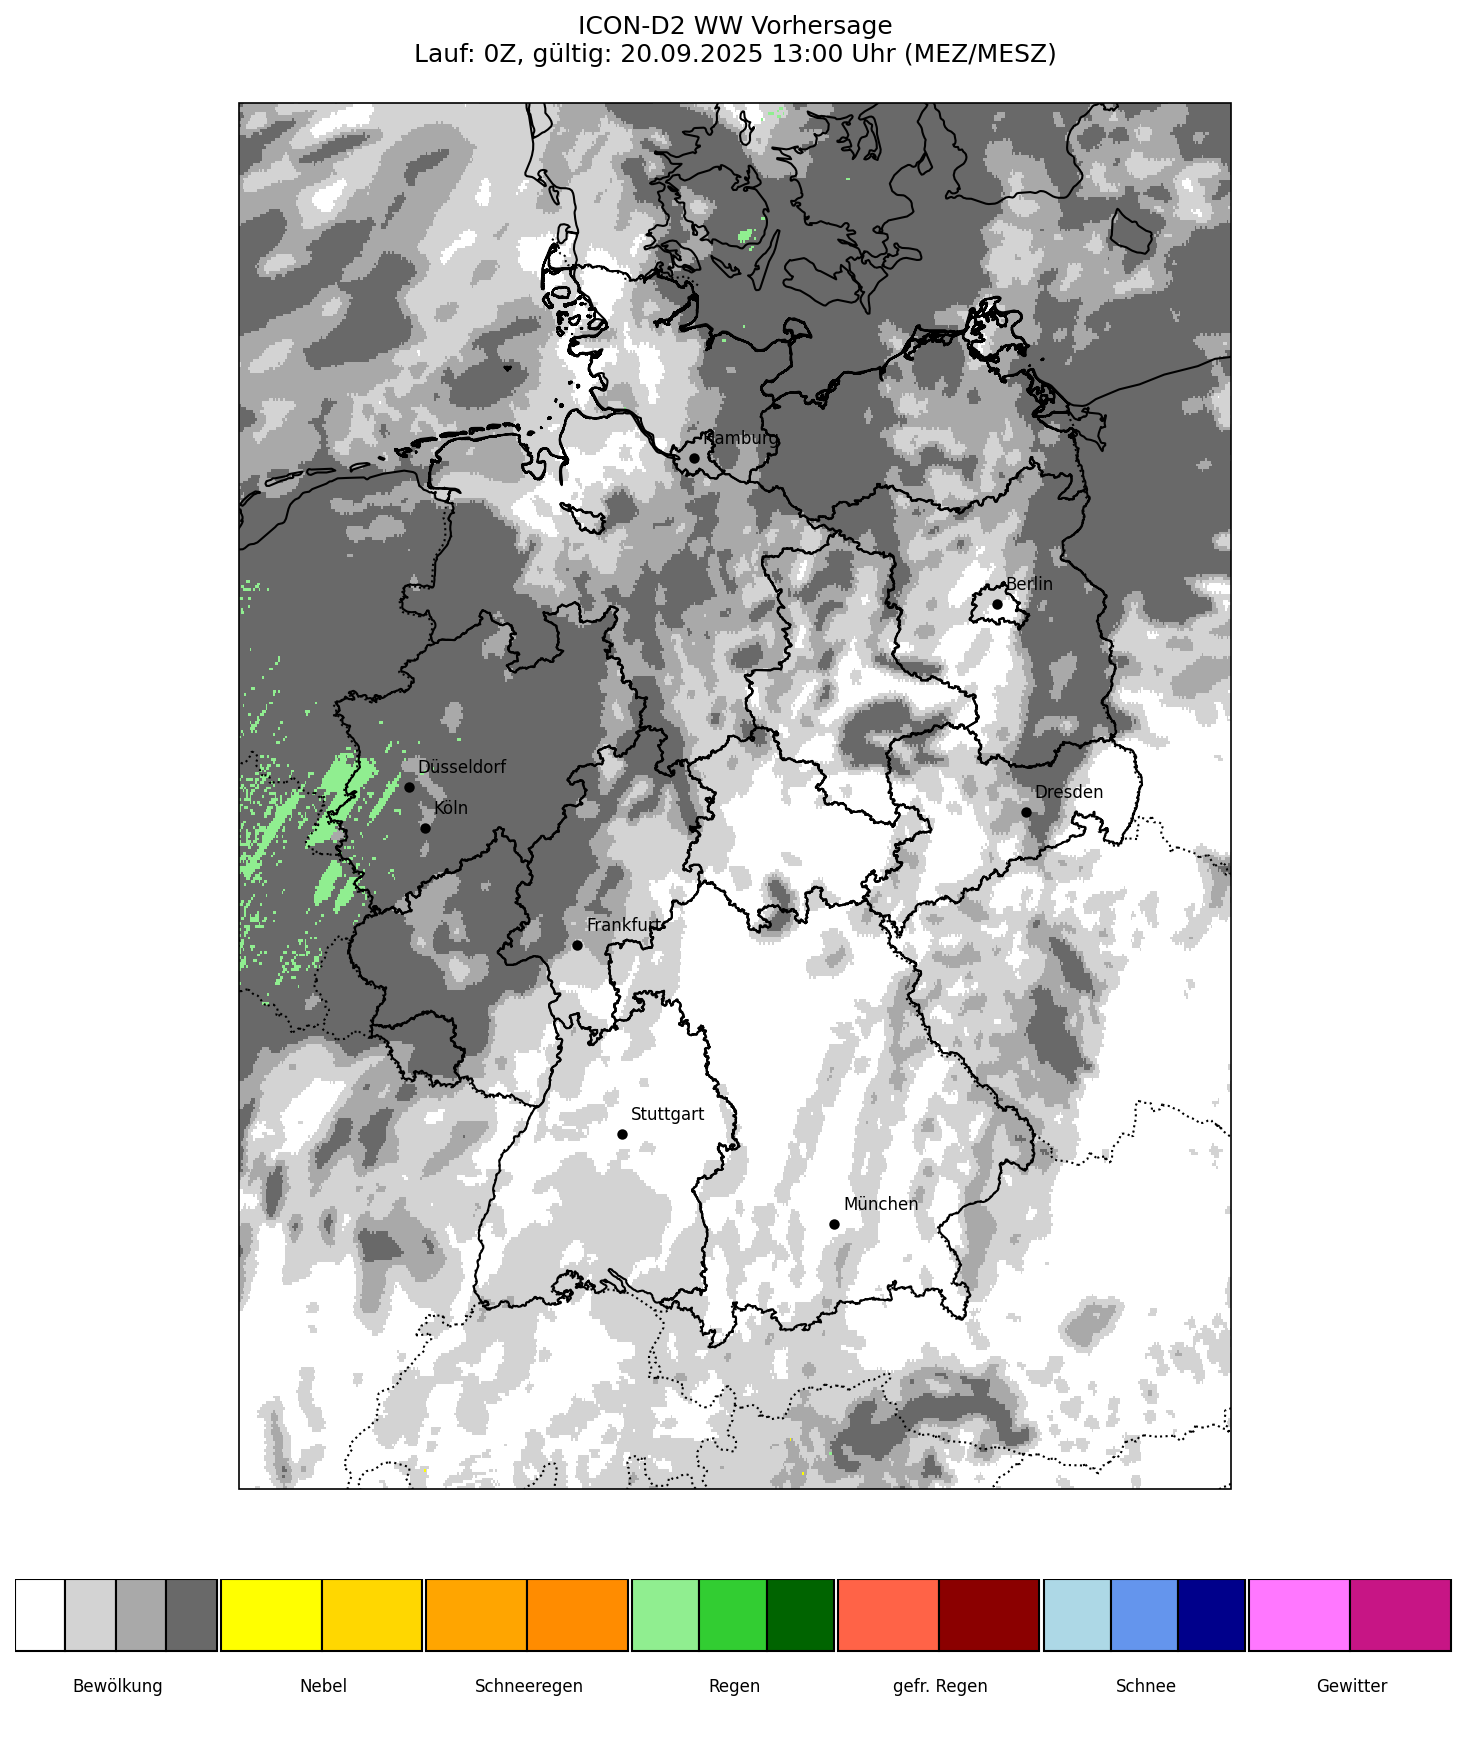 ICON-D2 WW Vorhersage
Lauf: 0Z, gültig: 20.09.2025 13:00 Uhr (MEZ/MESZ)
Hamburg
Berlin
Düsseldorf
Dresden
Köln
Frankfurt
Stuttgart
München
Bewölkung
Nebel
Schneeregen
Regen
gefr. Regen
Schnee
Gewitter